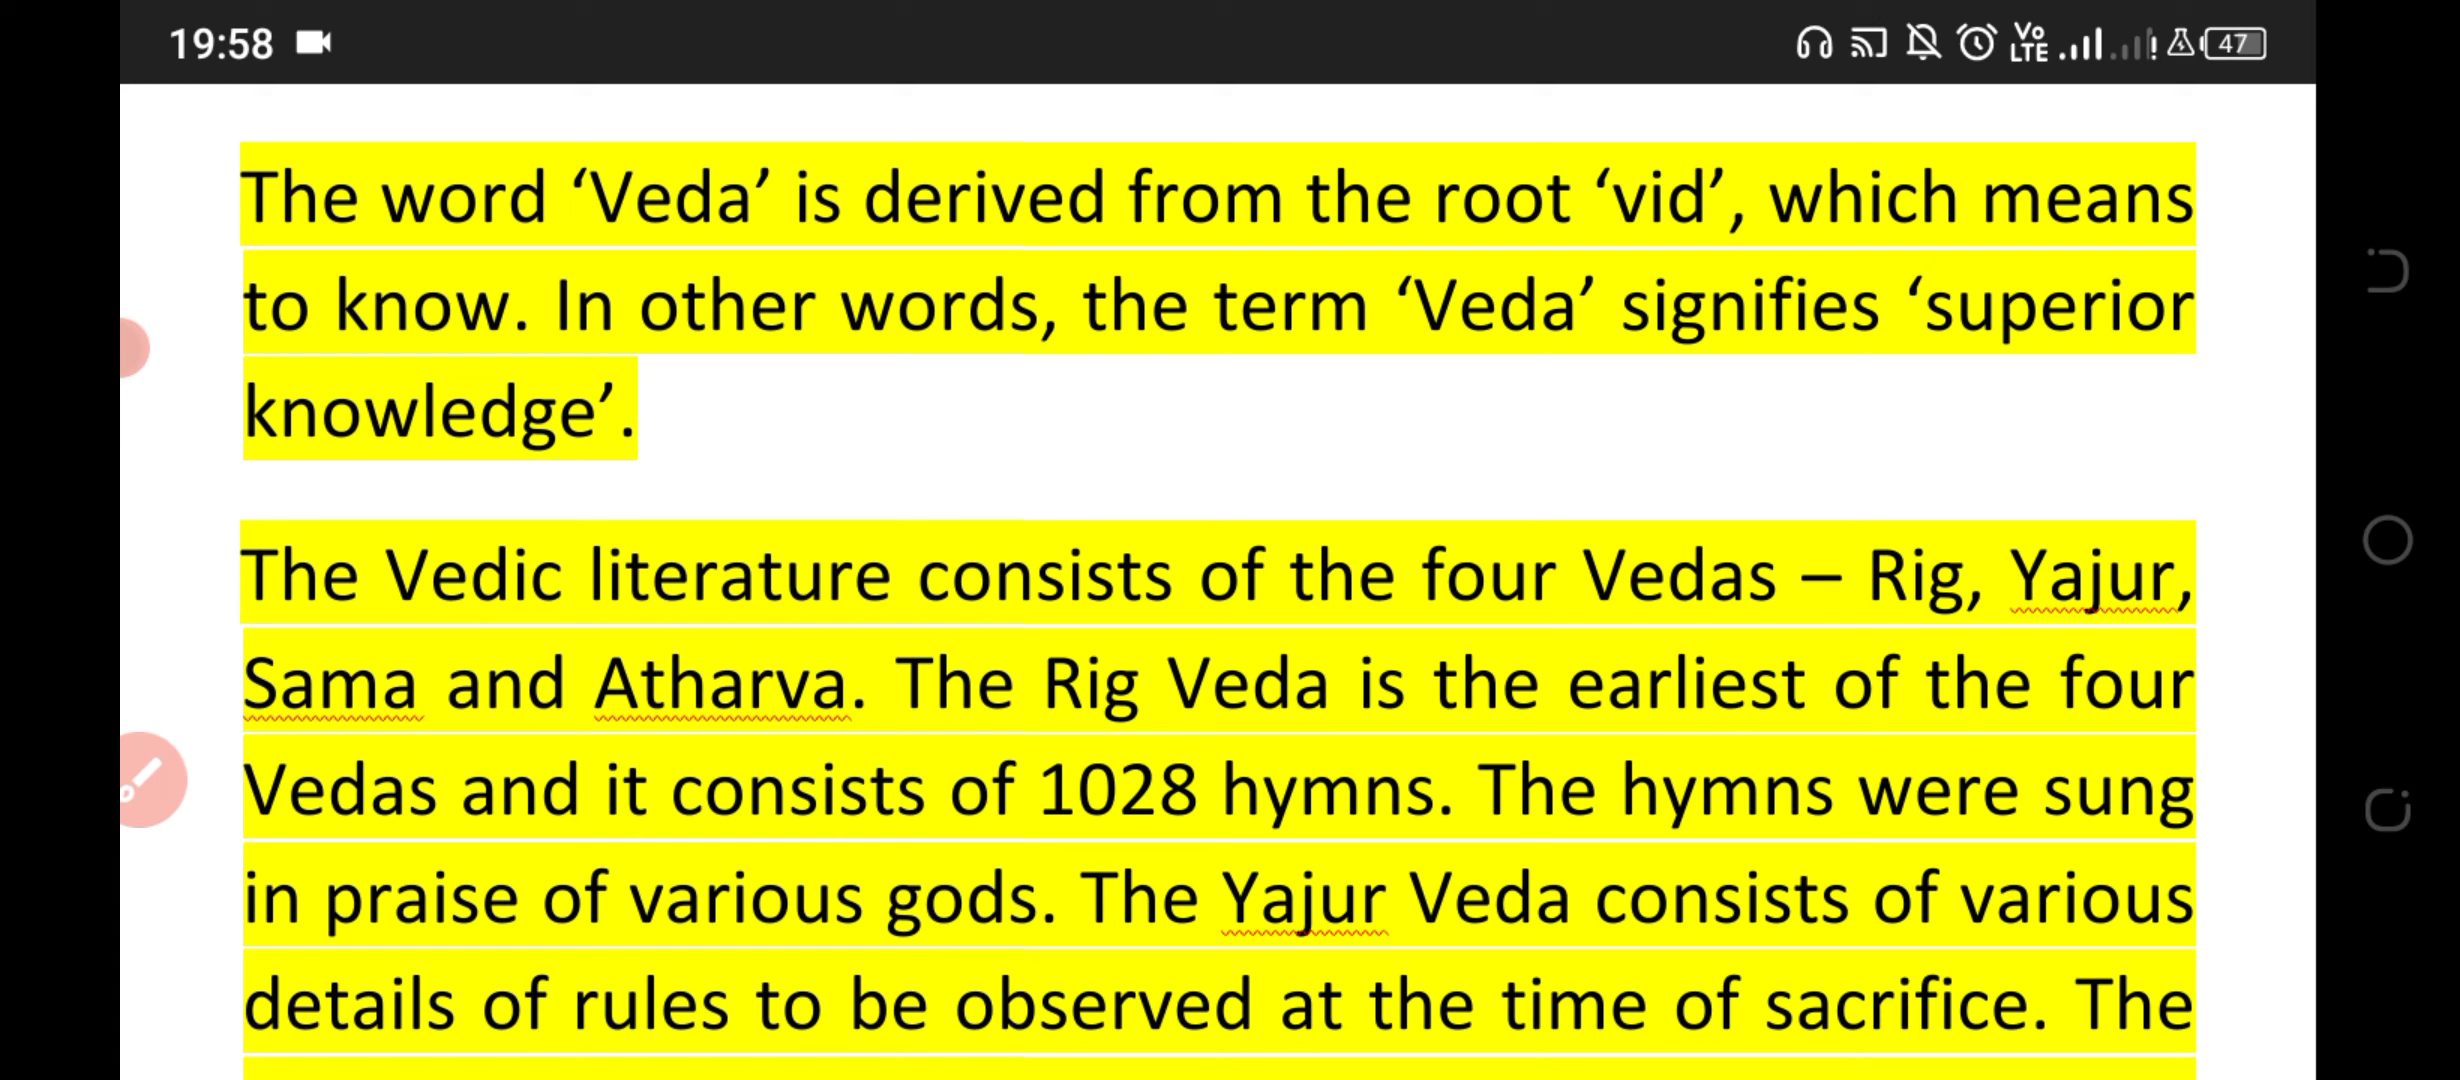 19:58 Vo LTE 47
The word ‘Veda’ is derived from the root ‘vid’, which means
to know. In other words, the term ‘Veda’ signifies ‘superior
knowledge’.
The Vedic literature consists of the four Vedas – Rig, Yajur,
Sama and Atharva. The Rig Veda is the earliest of the four
Vedas and it consists of 1028 hymns. The hymns were sung
in praise of various gods. The Yajur Veda consists of various
details of rules to be observed at the time of sacrifice. The